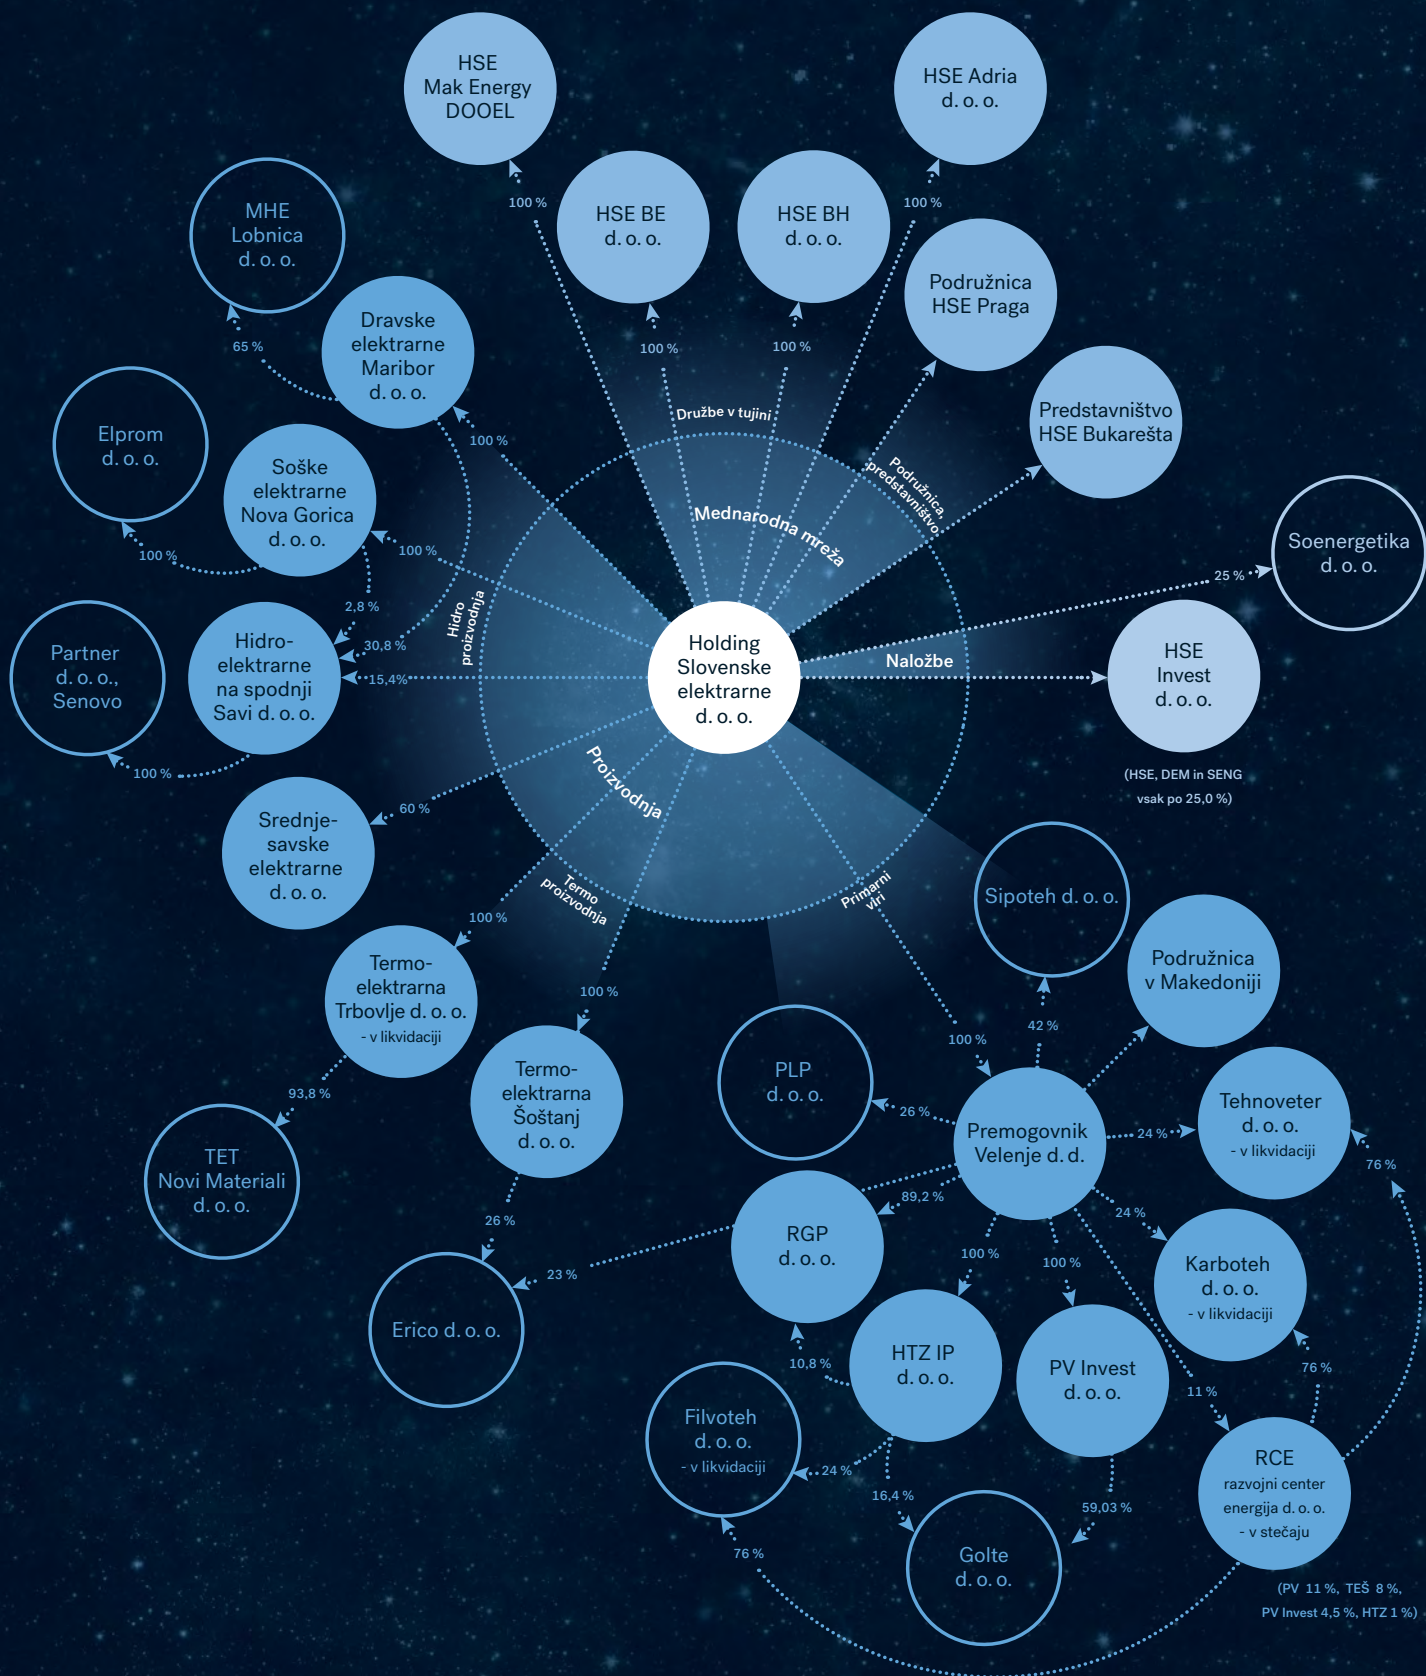 HSE
Mak Energy
DOOEL
HSE Adria
d. o. o.
100 %
100 %
HSE BE
d. o. o.
HSE BH
d. o. o.
100 %
100 %
Podružnica
HSE Praga
Predstavništvo
HSE Bukarešta
MHE
Lobnica
d. o. o.
65 %
Dravske
elektrarne
Maribor
d. o. o.
100 %
Družbe v tujini
Podružnica,
predstavništvo
Mednarodna mreža
Elprom
d. o. o.
100 %
Soške
elektrarne
Nova Gorica
d. o. o.
100 %
2,8 %
30,8 %
15,4%
Hidro
proizvodnja
Soenergetika
d. o. o.
25 %
Partner
d. o. o.,
Senovo
100 %
Hidro-
elektrarne
na spodnji
Savi d. o. o.
Holding
Slovenske
elektrarne
d. o. o.
Naložbe
HSE
Invest
d. o. o.
(HSE, DEM in SENG
vsak po 25,0 %)
Proizvodnja
60 %
Srednje-
savske
elektrarne
d. o. o.
Termo
proizvodnja
Primarni
viri
100 %
Termo-
elektrarna
Trbovlje d. o. o.
- v likvidaciji
93,8 %
TET
Novi Materiali
d. o. o.
100 %
Termo-
elektrarna
Šoštanj
d. o. o.
26 %
23 %
Erico d. o. o.
Sipoteh d. o. o.
42 %
Podružnica
v Makedoniji
100 %
PLP
d. o. o.
26 %
Premogovnik
Velenje d. d.
24 %
Tehnoveter
d. o. o.
- v likvidaciji
76 %
89,2 %
RGP
d. o. o.
100 %
100 %
24 %
Karboteh
d. o. o.
- v likvidaciji
76 %
10,8 %
HTZ IP
d. o. o.
PV Invest
d. o. o.
11 %
Filvoteh
d. o. o.
- v likvidaciji
24 %
16,4 %
59,03 %
RCE
razvojni center
energija d. o. o.
- v stečaju
76 %
Golte
d. o. o.
(PV 11 %, TEŠ 8 %,
PV Invest 4,5 %, HTZ 1 %)